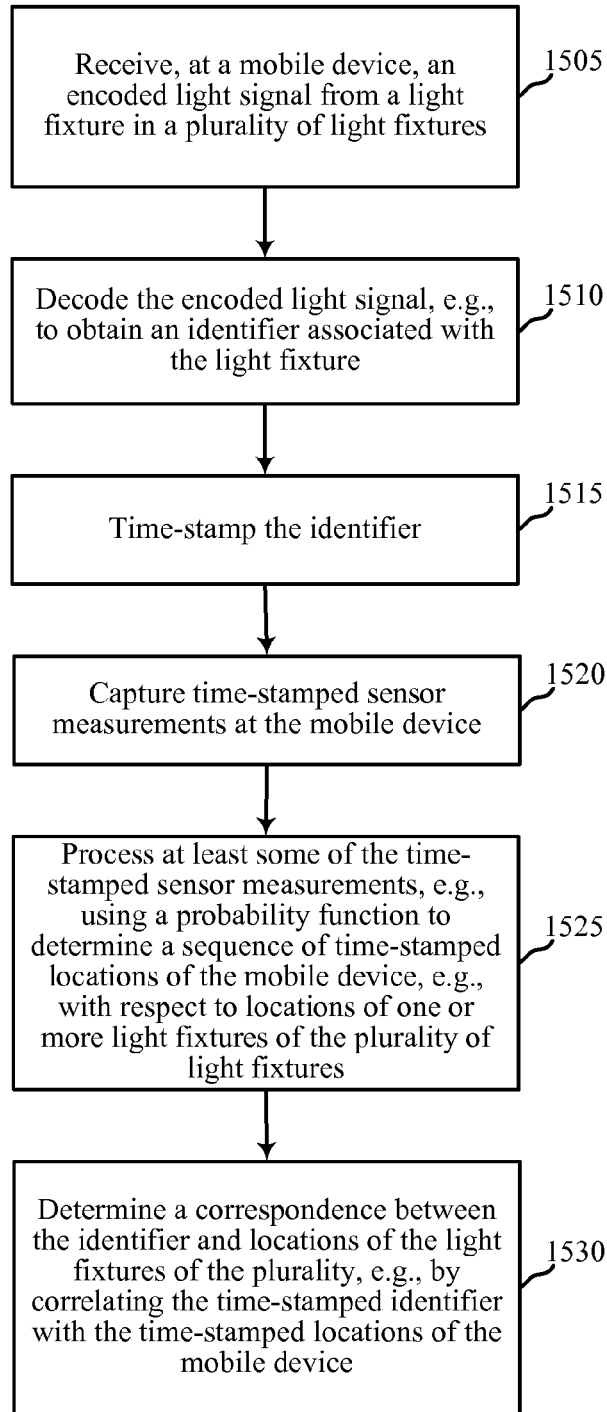 Receive, at a mobile device, an
encoded light signal from a light
fixture in a plurality of light fixtures
1505
Decode the encoded light signal, e.g.,
to obtain an identifier associated with
the light fixture
1510
Time-stamp the identifier
1515
Capture time-stamped sensor
measurements at the mobile device
1520
Process at least some of the time-
stamped sensor measurements, e.g.,
using a probability function to
determine a sequence of time-stamped
locations of the mobile device, e.g.,
with respect to locations of one or
more light fixtures of the plurality of
light fixtures
1525
Determine a correspondence between
the identifier and locations of the light
fixtures of the plurality, e.g., by
correlating the time-stamped identifier
with the time-stamped locations of the
mobile device
1530